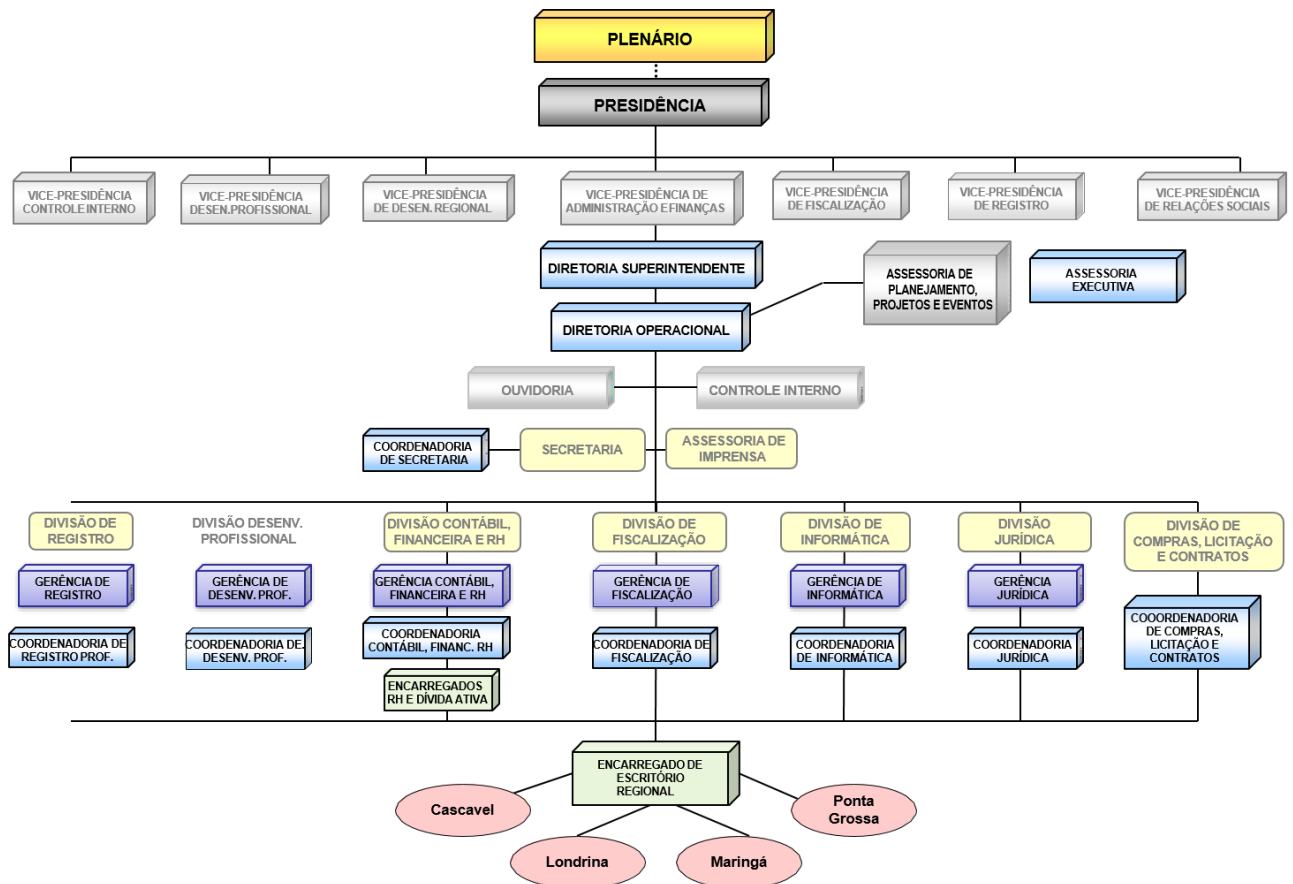 PLENÁRIO
PRESIDÊNCIA
VICE-PRESIDÊNCIA
CONTROLE INTERNO
VICE-PRESIDÊNCIA
DESEN.PROFISSIONAL
VICE-PRESIDÊNCIA
DE DESEN. REGIONAL
VICE-PRESIDÊNCIA DE
ADMINISTRAÇÃO E FINANÇAS
VICE-PRESIDÊNCIA
DE FISCALIZAÇÃO
VICE-PRESIDÊNCIA
DE REGISTRO
VICE-PRESIDÊNCIA
DE RELAÇÕES SOCIAIS
DIRETORIA SUPERINTENDENTE
ASSESSORIA DE
PLANEJAMENTO,
PROJETOS E EVENTOS
ASSESSORIA
EXECUTIVA
DIRETORIA OPERACIONAL
OUVIDORIA
CONTROLE INTERNO
COORDENADORIA
DE SECRETARIA
SECRETARIA
ASSESSORIA DE
IMPRENSA
DIVISÃO DE
REGISTRO
DIVISÃO DESENV.
PROFISSIONAL
DIVISÃO CONTÁBIL,
FINANCEIRA E RH
DIVISÃO DE
FISCALIZAÇÃO
DIVISÃO DE
INFORMÁTICA
DIVISÃO
JURÍDICA
DIVISÃO DE
COMPRAS, LICITAÇÃO
E CONTRATOS
GERÊNCIA DE
REGISTRO
GERÊNCIA DE
DESENV. PROF.
GERÊNCIA CONTÁBIL,
FINANCEIRA E RH
GERÊNCIA DE
FISCALIZAÇÃO
GERÊNCIA DE
INFORMÁTICA
GERÊNCIA
JURÍDICA
COORDENADORIA DE
REGISTRO PROF.
COORDENADORIA DE.
DESENV. PROF.
COORDENADORIA
CONTÁBIL, FINANC. RH
COORDENADORIA DE
FISCALIZAÇÃO
COORDENADORIA
DE INFORMÁTICA
COORDENADORIA
JURÍDICA
COOORDENADORIA
DE COMPRAS,
LICITAÇÃO E
CONTRATOS
ENCARREGADOS
RH E DÍVIDA ATIVA
ENCARREGADO DE
ESCRITÓRIO
REGIONAL
Cascavel
Ponta
Grossa
Londrina
Maringá